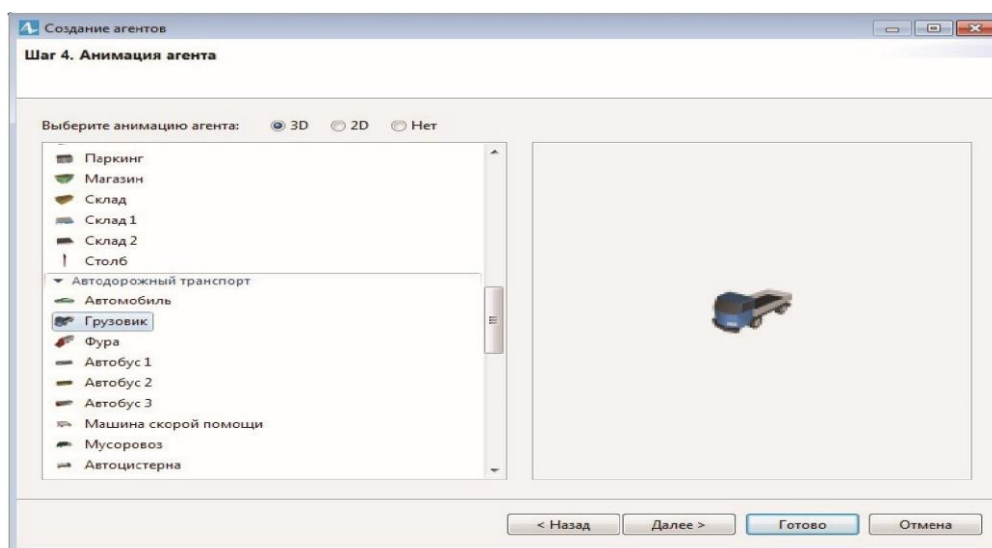 Создание агентов
Шаг 4. Анимация агента
Выберите анимацию агента: 3D 2D Нет
Паркинг
Магазин
Склад
Склад 1
Склад 2
Столб
Автодорожный транспорт
Автомобиль
Грузовик
Фура
Автобус 1
Автобус 2
Автобус 3
Машина скорой помощи
Мусоровоз
Автоцистерна
< Назад Далее > Готово Отмена